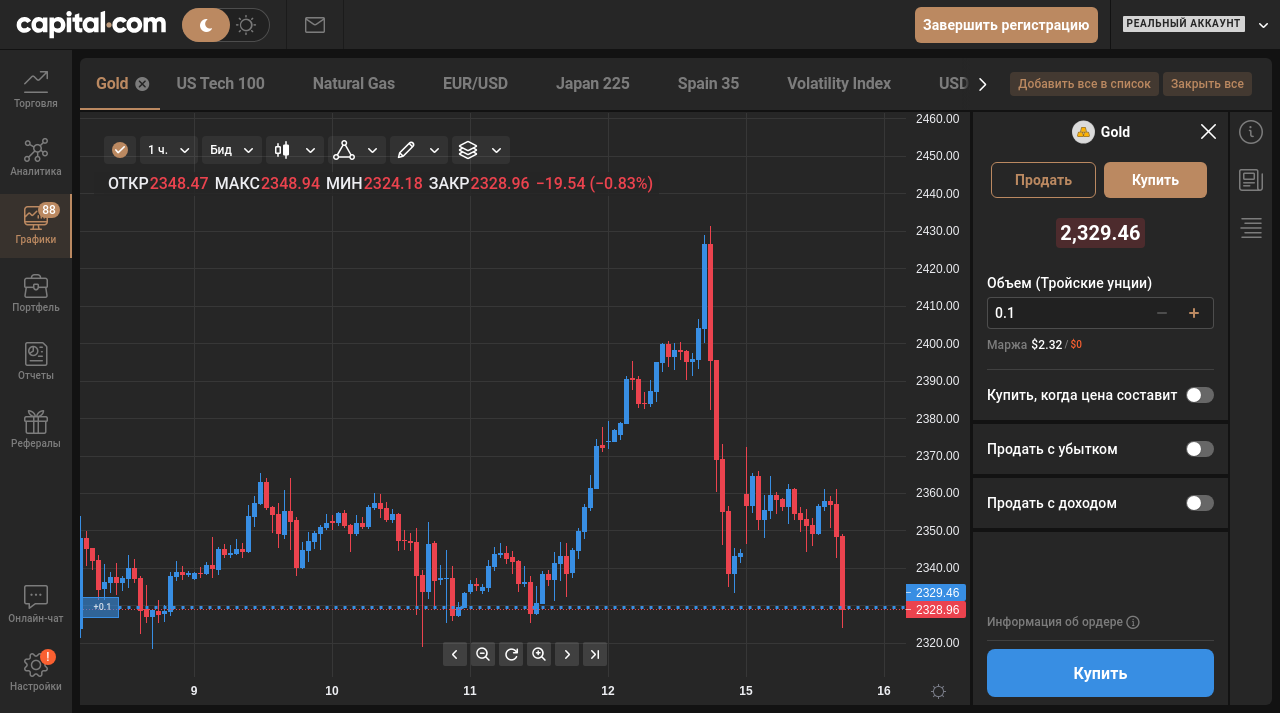 capital.com
Завершить регистрацию
РЕАЛЬНЫЙ АККАУНТ
Торговля
Аналитика
88
Графики
Портфель
Отчеты
Рефералы
Онлайн-чат
!
Настройки
Gold US Tech 100 Natural Gas EUR/USD Japan 225 Spain 35 Volatility Index USD
Добавить все в список Закрыть все
1 ч. Бид
ОТКР2348.47 МАКС2348.94 МИН2324.18 ЗАКР2328.96 −19.54 (−0.83%)
2460.00
2450.00
2440.00
2430.00
2420.00
2410.00
2400.00
2390.00
2380.00
2370.00
2360.00
2350.00
2340.00
2329.46
2328.96
2320.00
+0.1
9 10 11 12 15 16
Gold
Продать Купить
2,329.46
Объем (Тройские унции)
0.1 − +
Маржа $2.32 / $0
Купить, когда цена составит
Продать с убытком
Продать с доходом
Информация об ордере
Купить